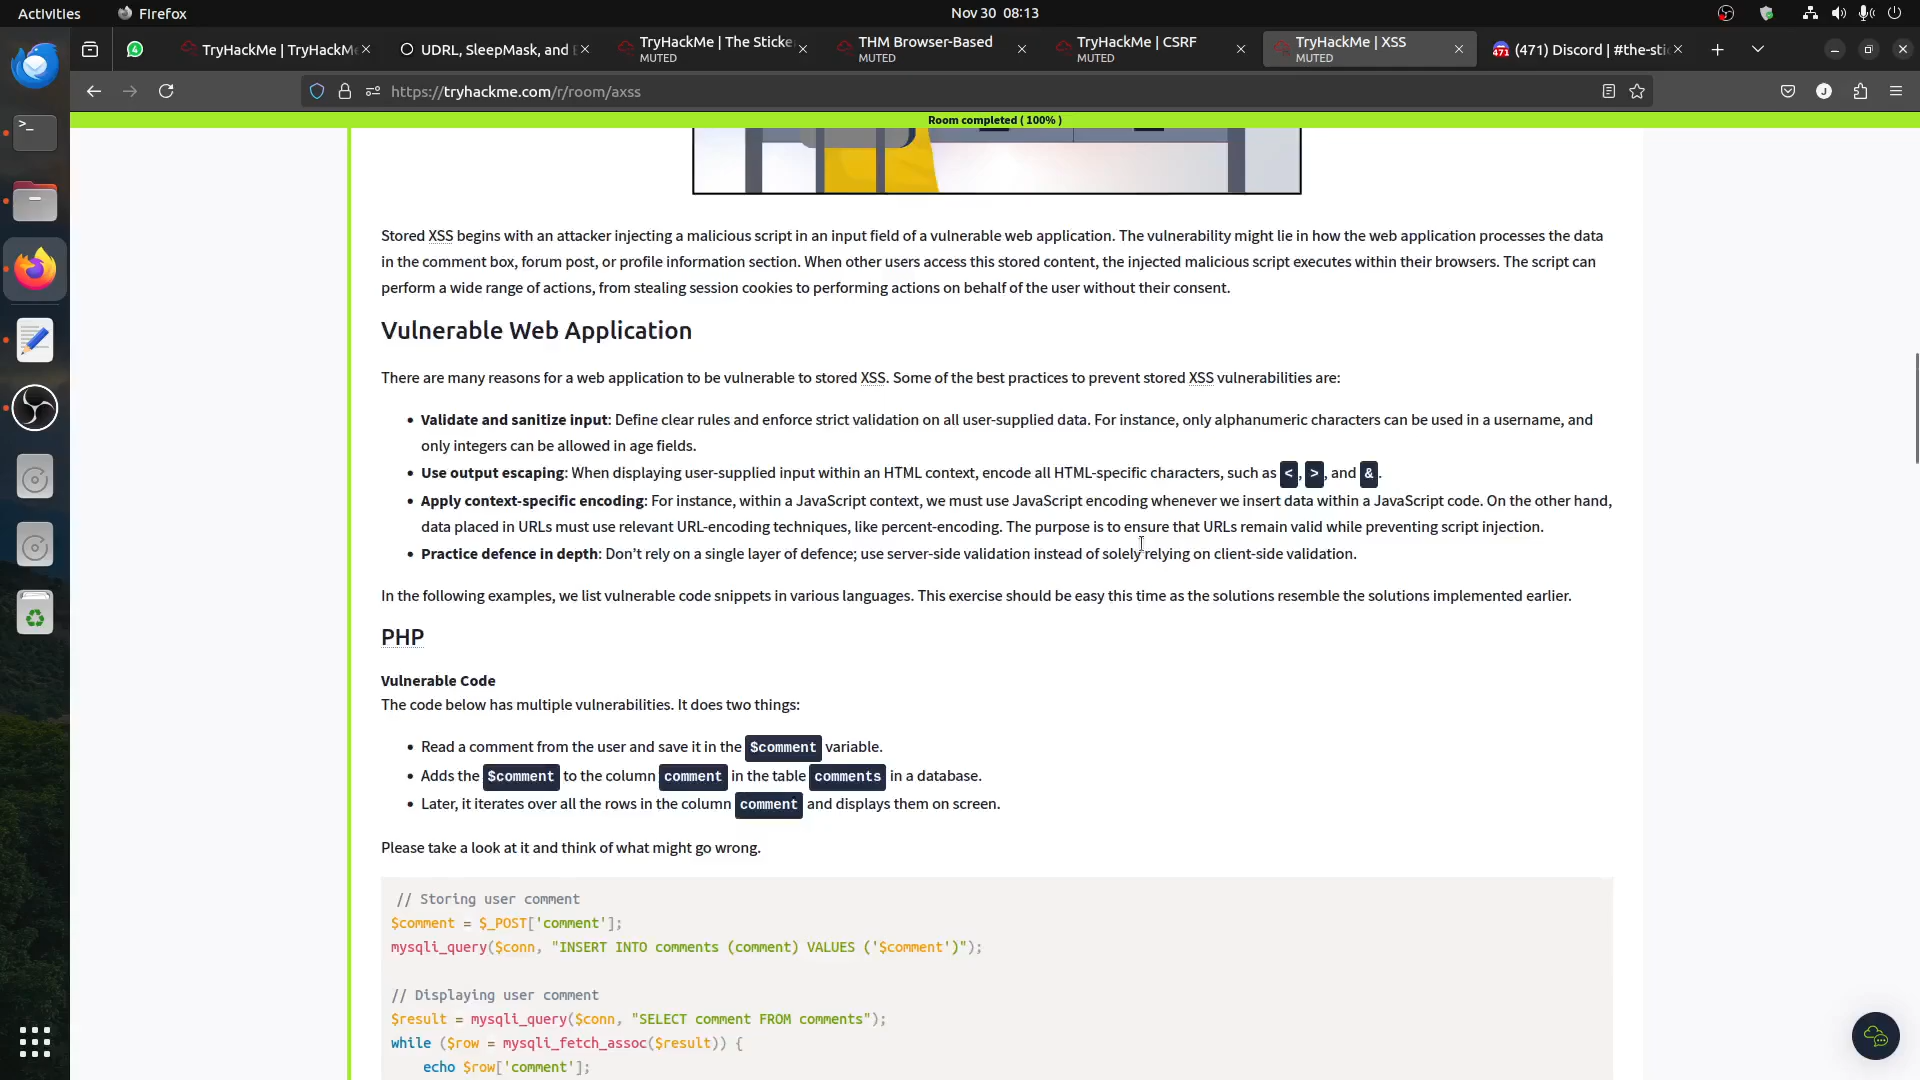 Activities
Firefox
Nov 30 08:13
TryHackMe | TryHackMe
UDRL, SleepMask, and
TryHackMe | The Sticke
MUTED
THM Browser-Based
MUTED
TryHackMe | CSRF
MUTED
TryHackMe | XSS
MUTED
471
(471) Discord | #the-sti
https://tryhackme.com/r/room/axss
J
Room completed ( 100% )
Stored XSS begins with an attacker injecting a malicious script in an input field of a vulnerable web application. The vulnerability might lie in how the web application processes the data
in the comment box, forum post, or profile information section. When other users access this stored content, the injected malicious script executes within their browsers. The script can
perform a wide range of actions, from stealing session cookies to performing actions on behalf of the user without their consent.
Vulnerable Web Application
There are many reasons for a web application to be vulnerable to stored XSS. Some of the best practices to prevent stored XSS vulnerabilities are:
• Validate and sanitize input: Define clear rules and enforce strict validation on all user-supplied data. For instance, only alphanumeric characters can be used in a username, and
only integers can be allowed in age fields.
• Use output escaping: When displaying user-supplied input within an HTML context, encode all HTML-specific characters, such as <, >, and &.
• Apply context-specific encoding: For instance, within a JavaScript context, we must use JavaScript encoding whenever we insert data within a JavaScript code. On the other hand,
data placed in URLs must use relevant URL-encoding techniques, like percent-encoding. The purpose is to ensure that URLs remain valid while preventing script injection.
• Practice defence in depth: Don’t rely on a single layer of defence; use server-side validation instead of solely relying on client-side validation.
In the following examples, we list vulnerable code snippets in various languages. This exercise should be easy this time as the solutions resemble the solutions implemented earlier.
PHP
Vulnerable Code
The code below has multiple vulnerabilities. It does two things:
• Read a comment from the user and save it in the $comment variable.
• Adds the $comment to the column comment in the table comments in a database.
• Later, it iterates over all the rows in the column comment and displays them on screen.
Please take a look at it and think of what might go wrong.
// Storing user comment
$comment = $_POST['comment'];
mysqli_query($conn, "INSERT INTO comments (comment) VALUES ('$comment')");
// Displaying user comment
$result = mysqli_query($conn, "SELECT comment FROM comments");
while ($row = mysqli_fetch_assoc($result)) {
echo $row['comment'];